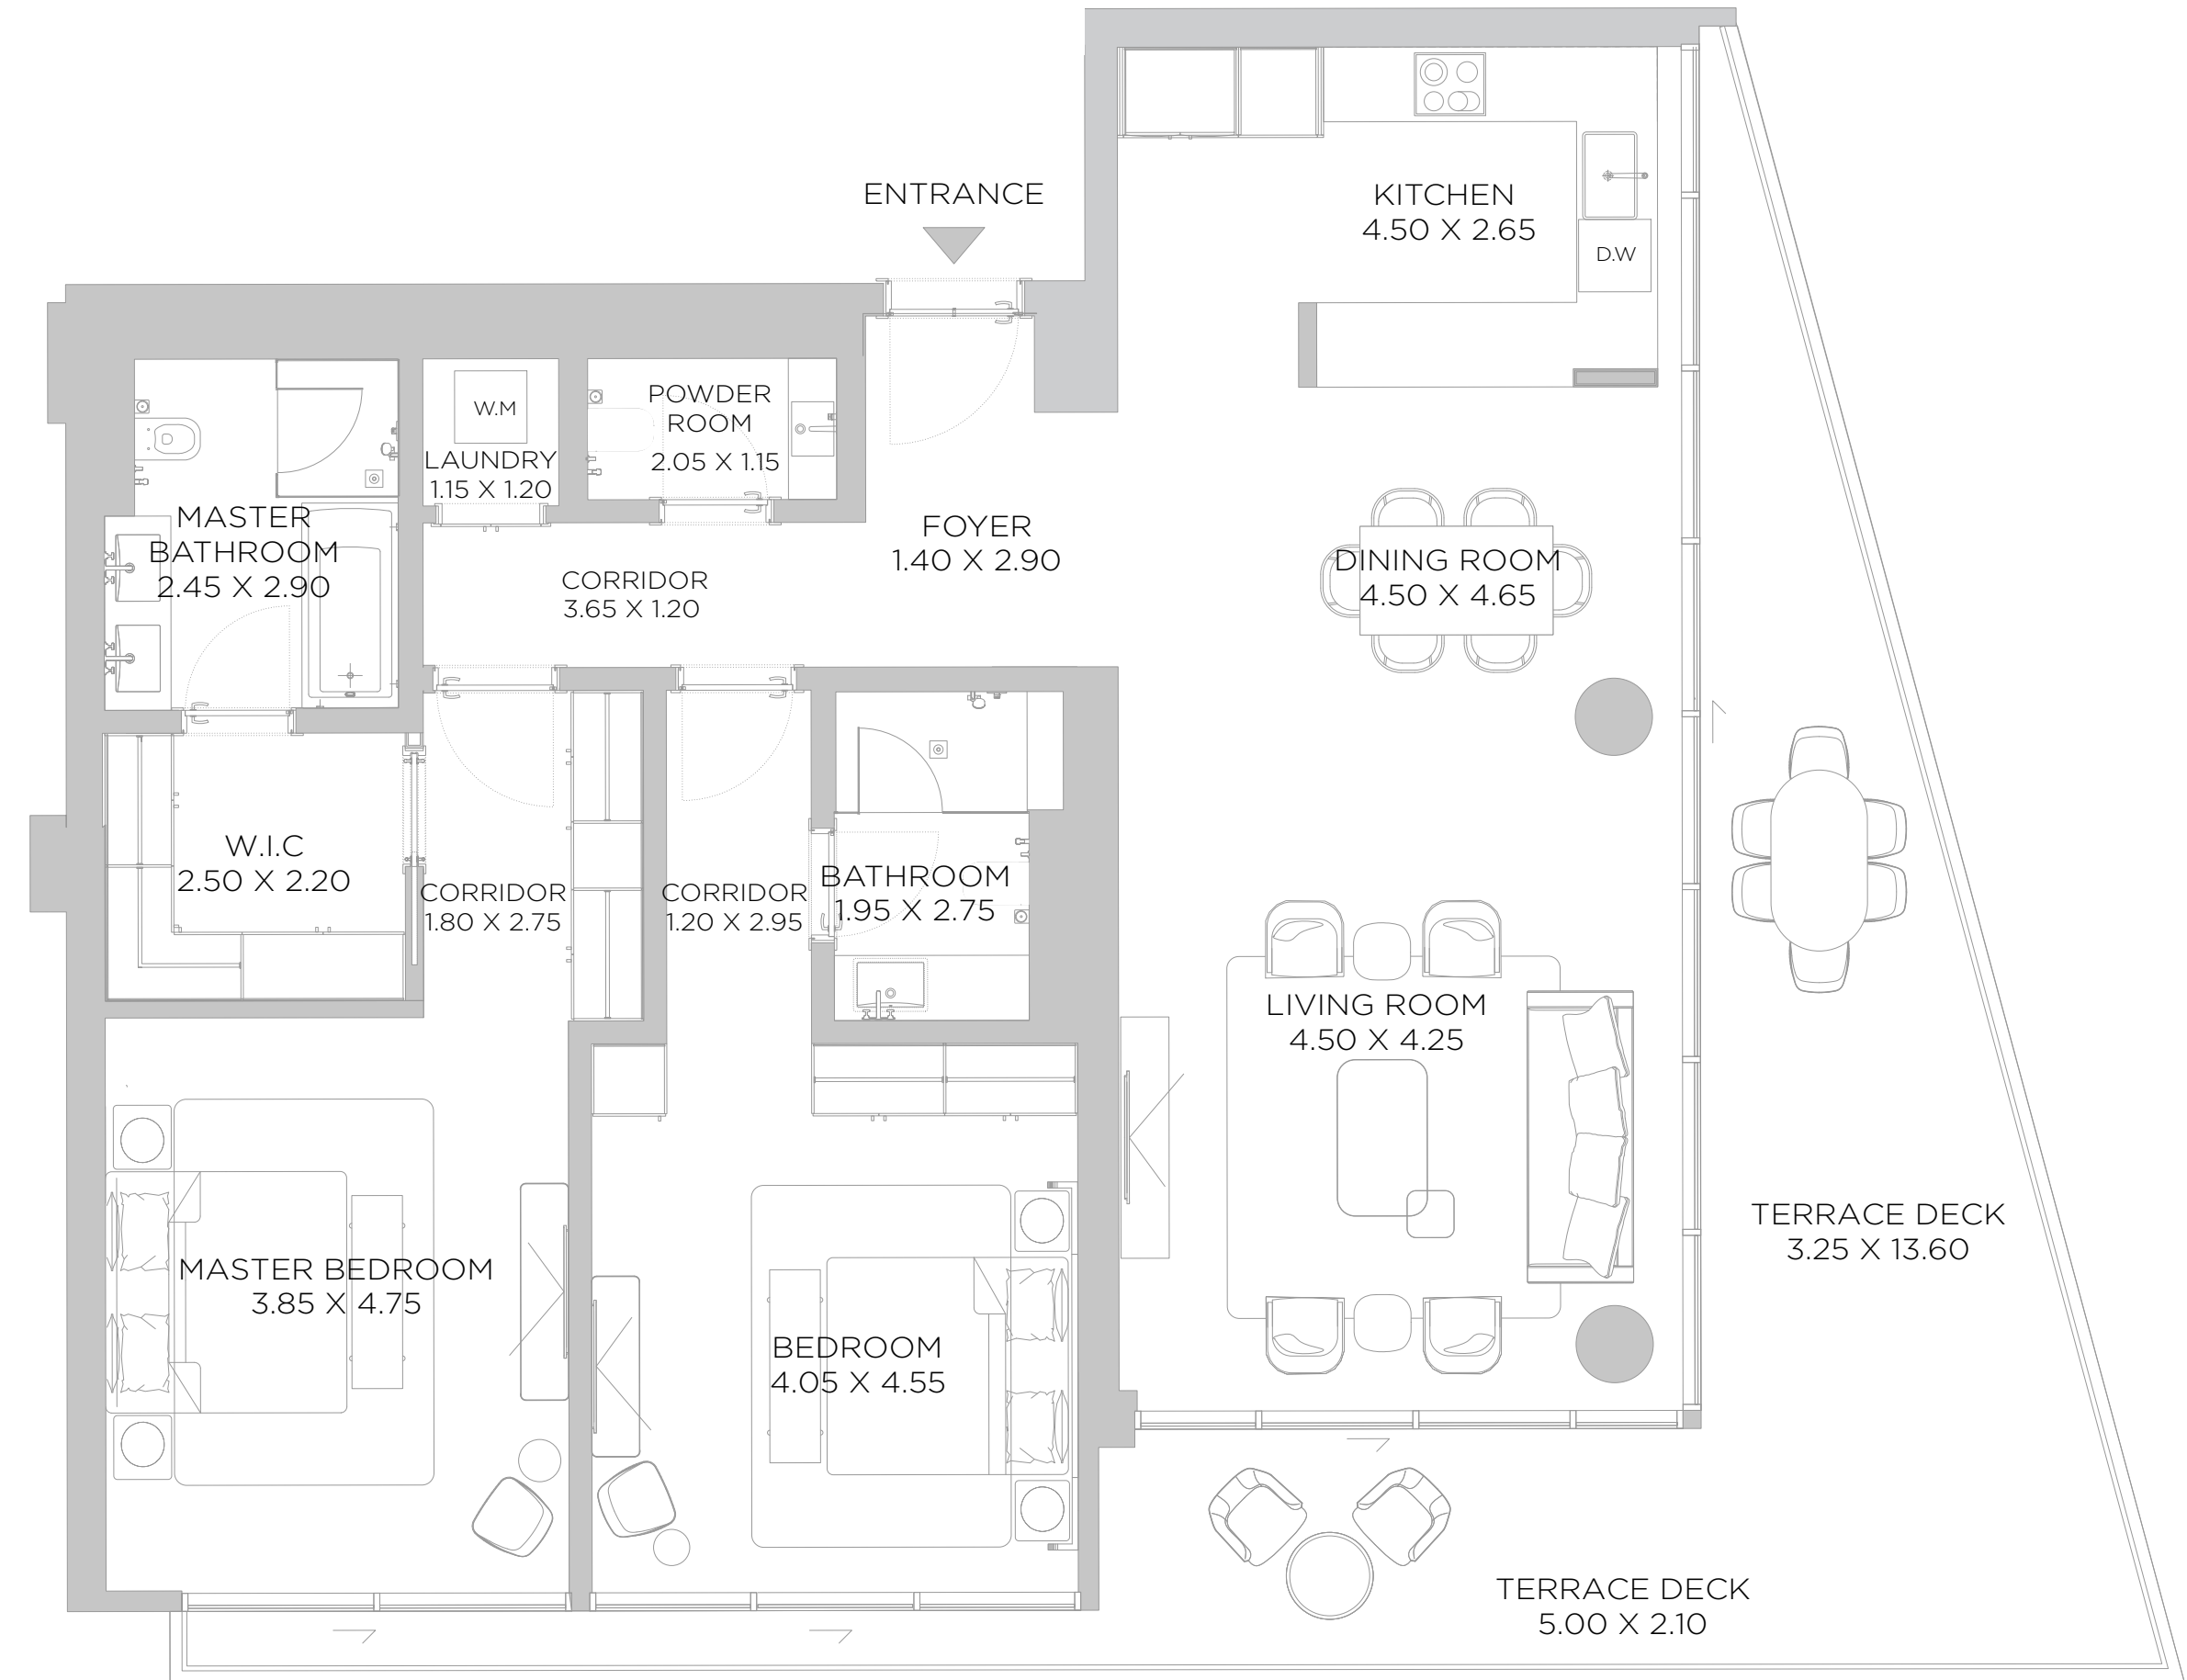 ENTRANCE
KITCHEN
4.50 X 2.65
D.W
W.M
LAUNDRY
1.15 X 1.20
POWDER
ROOM
2.05 X 1.15
MASTER
BATHROOM
2.45 X 2.90
CORRIDOR
3.65 X 1.20
FOYER
1.40 X 2.90
DINING ROOM
4.50 X 4.65
W.I.C
2.50 X 2.20
CORRIDOR
1.80 X 2.75
CORRIDOR
1.20 X 2.95
BATHROOM
1.95 X 2.75
LIVING ROOM
4.50 X 4.25
MASTER BEDROOM
3.85 X 4.75
BEDROOM
4.05 X 4.55
TERRACE DECK
3.25 X 13.60
TERRACE DECK
5.00 X 2.10